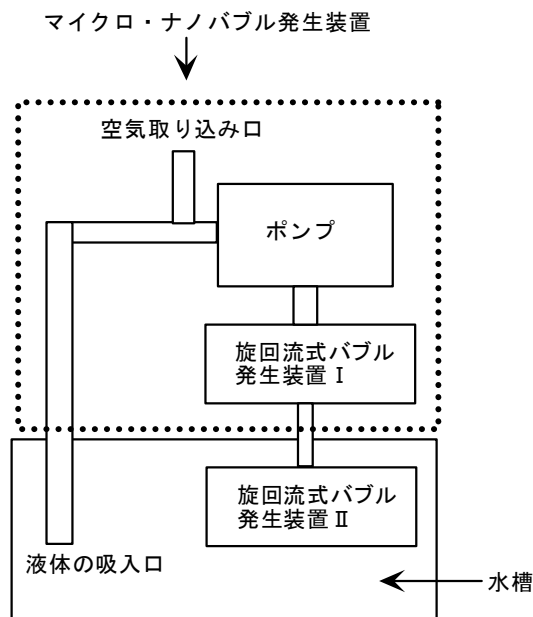 マイクロ・ナノバブル発生装置
空気取り込み口
ポンプ
旋回流式バブル
発生装置Ⅰ
旋回流式バブル
発生装置Ⅱ
液体の吸入口
水槽